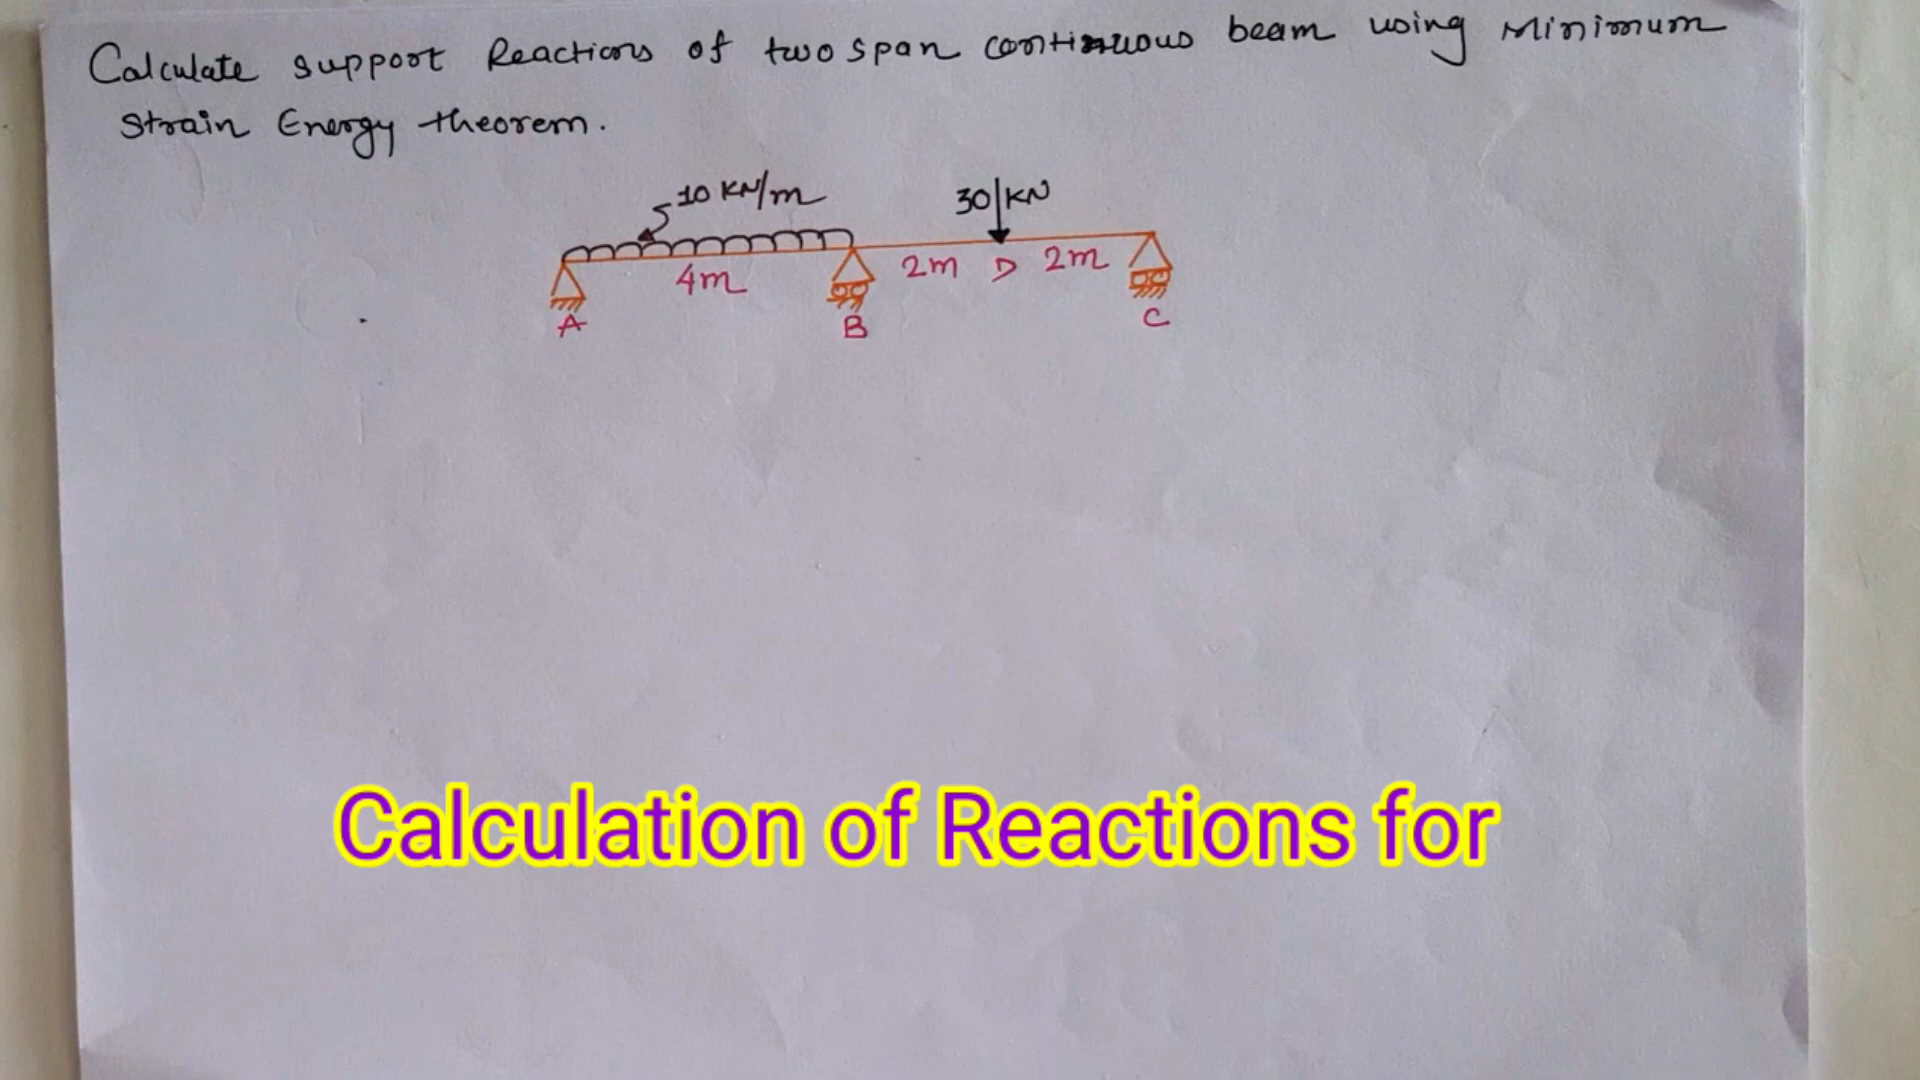 Calculate support Reactions of two span continuous beam using Minimum
Strain Energy theorem.
10 KN/m
30 KN
4m
2m D 2m
A
B
C
Calculation of Reactions for